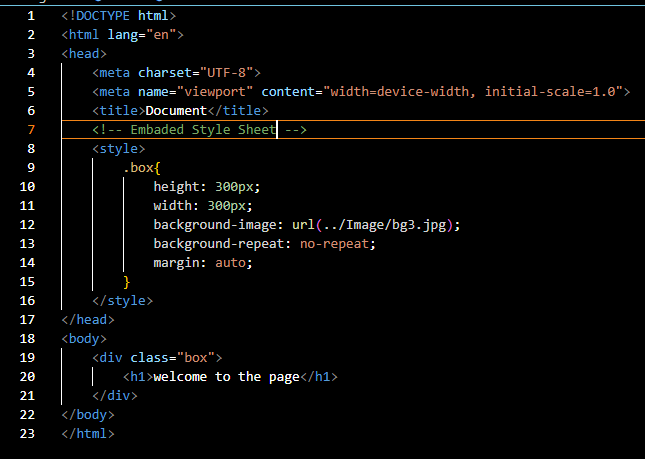 1 <!DOCTYPE html>
2 <html lang="en">
3 <head>
4 <meta charset="UTF-8">
5 <meta name="viewport" content="width=device-width, initial-scale=1.0">
6 <title>Document</title>
7 <!-- Embaded Style Sheet -->
8 <style>
9 .box{
10 height: 300px;
11 width: 300px;
12 background-image: url(../Image/bg3.jpg);
13 background-repeat: no-repeat;
14 margin: auto;
15 }
16 </style>
17 </head>
18 <body>
19 <div class="box">
20 <h1>welcome to the page</h1>
21 </div>
22 </body>
23 </html>